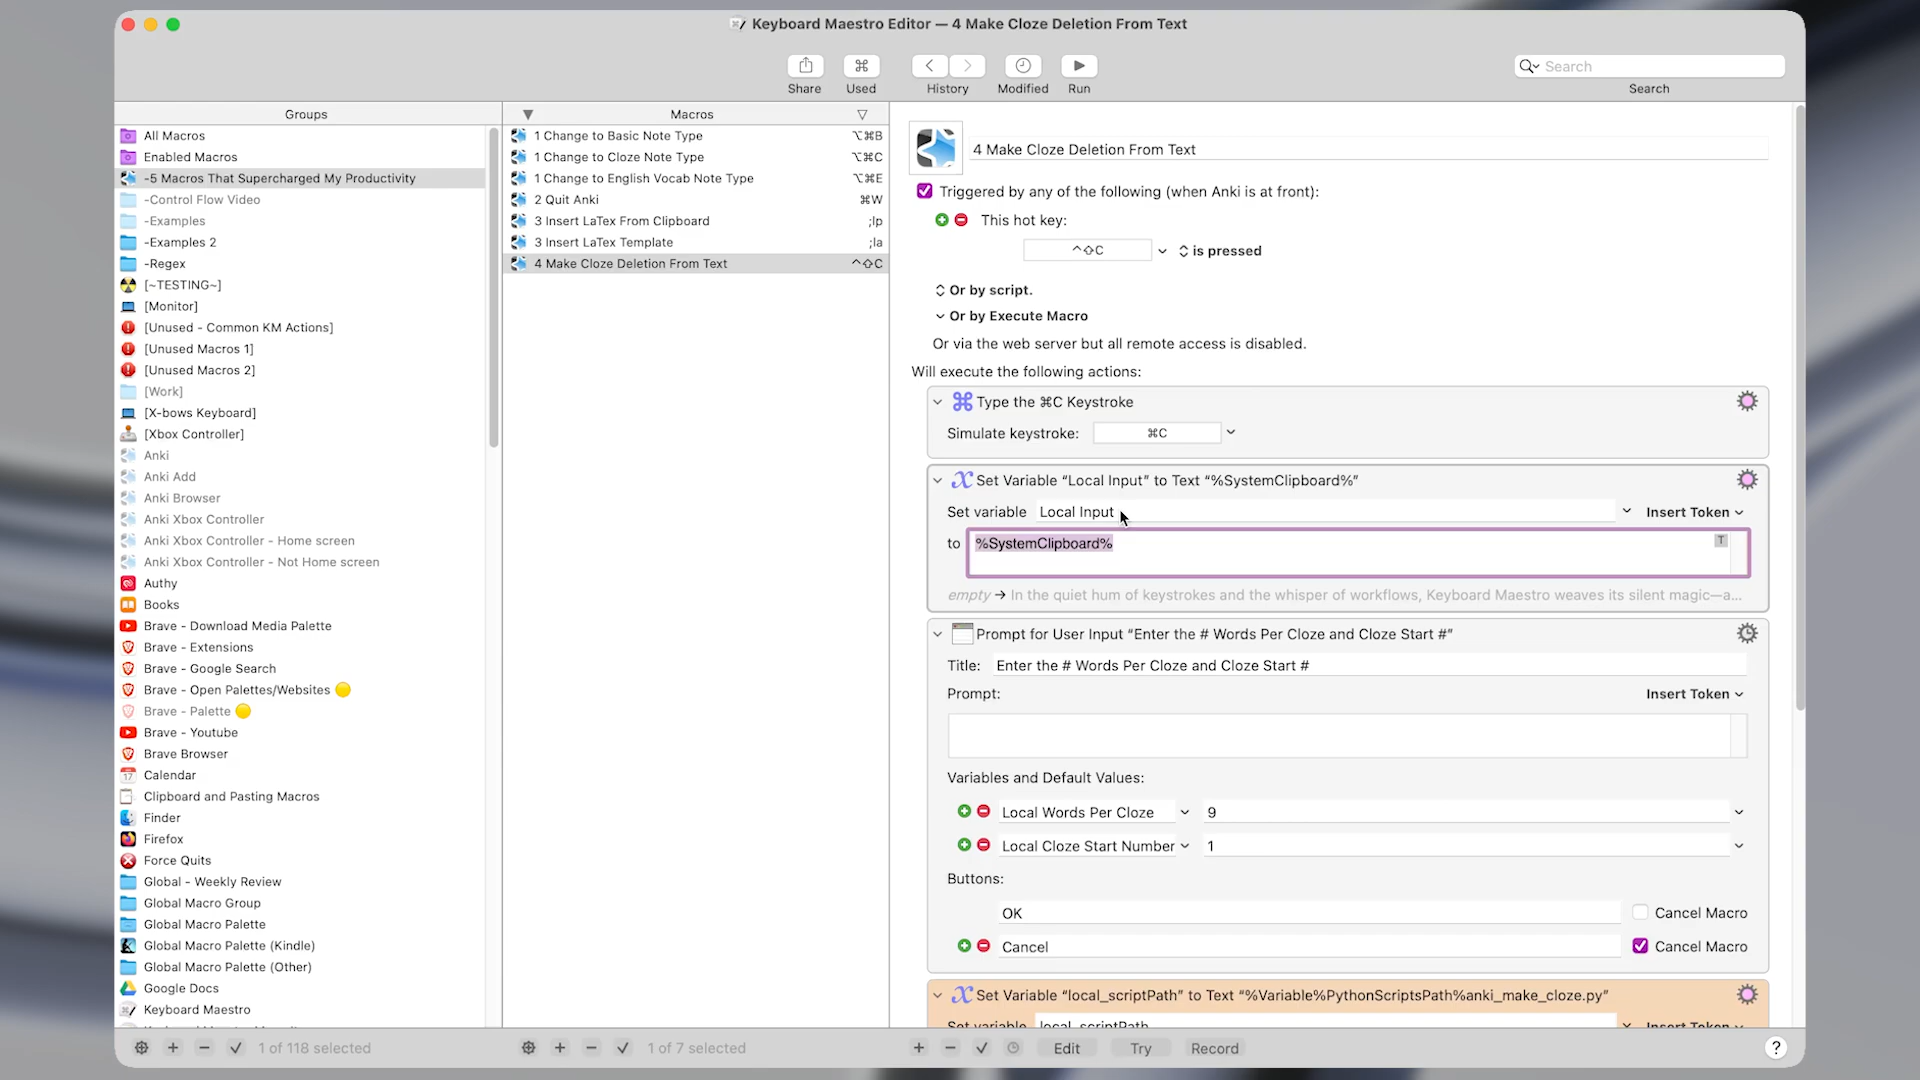 Keyboard Maestro Editor — 4 Make Cloze Deletion From Text
Share
Used
History
Modified
Run
Search
Search
Groups
All Macros
Enabled Macros
-5 Macros That Supercharged My Productivity
-Control Flow Video
-Examples
-Examples 2
-Regex
[~TESTING~]
[Monitor]
[Unused - Common KM Actions]
[Unused Macros 1]
[Unused Macros 2]
[Work]
[X-bows Keyboard]
[Xbox Controller]
Anki
Anki Add
Anki Browser
Anki Xbox Controller
Anki Xbox Controller - Home screen
Anki Xbox Controller - Not Home screen
Authy
Books
Brave - Download Media Palette
Brave - Extensions
Brave - Google Search
Brave - Open Palettes/Websites
Brave - Palette
Brave - Youtube
Brave Browser
Calendar
Clipboard and Pasting Macros
Finder
Firefox
Force Quits
Global - Weekly Review
Global Macro Group
Global Macro Palette
Global Macro Palette (Kindle)
Global Macro Palette (Other)
Google Docs
Keyboard Maestro
1 of 118 selected
Macros
1 Change to Basic Note Type ⌥⌘B
1 Change to Cloze Note Type ⌥⌘C
1 Change to English Vocab Note Type ⌥⌘E
2 Quit Anki ⌘W
3 Insert LaTex From Clipboard ;lp
3 Insert LaTex Template ;la
4 Make Cloze Deletion From Text ^⇧C
1 of 7 selected
4 Make Cloze Deletion From Text
Triggered by any of the following (when Anki is at front):
This hot key:
^⇧C is pressed
Or by script.
Or by Execute Macro
Or via the web server but all remote access is disabled.
Will execute the following actions:
Type the ⌘C Keystroke
Simulate keystroke: ⌘C
Set Variable “Local Input” to Text “%SystemClipboard%”
Set variable Local Input Insert Token
to %SystemClipboard% T
empty → In the quiet hum of keystrokes and the whisper of workflows, Keyboard Maestro weaves its silent magic—a...
Prompt for User Input “Enter the # Words Per Cloze and Cloze Start #”
Title: Enter the # Words Per Cloze and Cloze Start #
Prompt: Insert Token
Variables and Default Values:
Local Words Per Cloze 9
Local Cloze Start Number 1
Buttons:
OK Cancel Macro
Cancel Cancel Macro
Set Variable “local_scriptPath” to Text “%Variable%PythonScriptsPath%anki_make_cloze.py”
Set variable local_scriptPath Insert Token
Edit Try Record ?